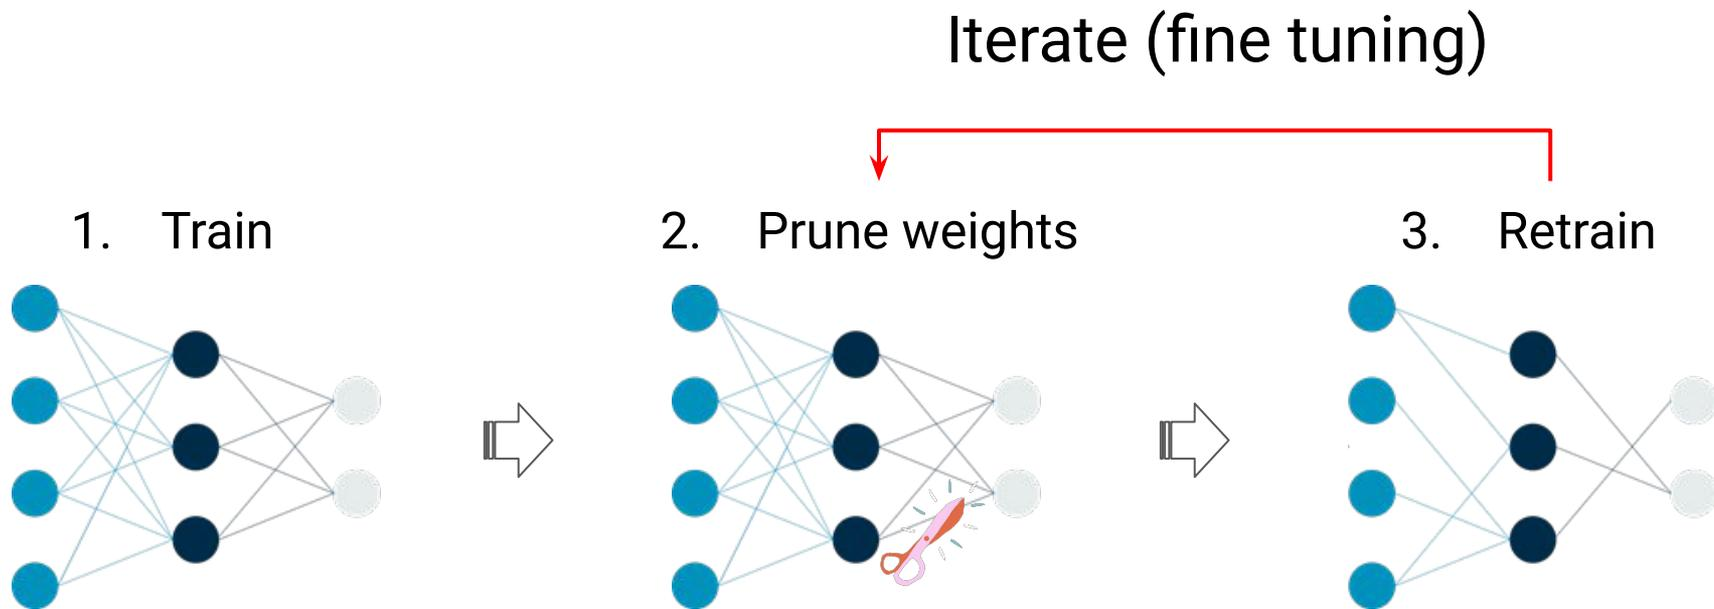 Iterate (fine tuning)
1. Train
2. Prune weights
3. Retrain